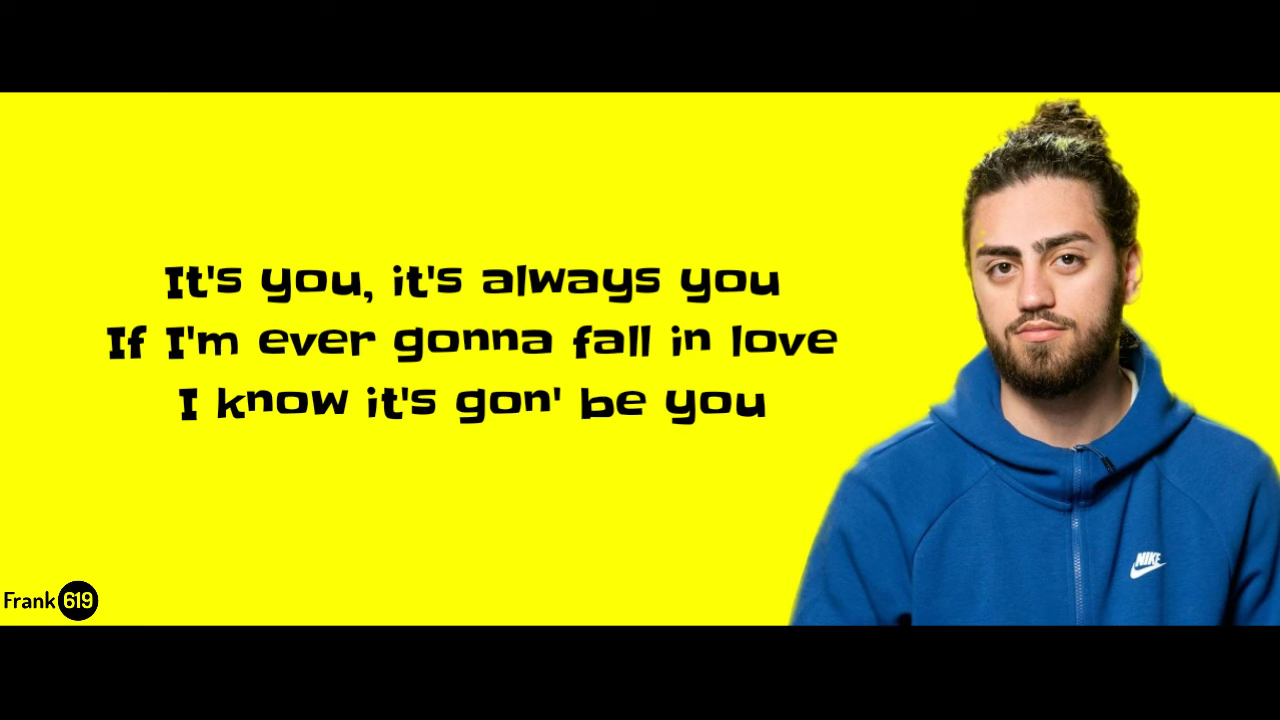 It's you, it's always you
If I'm ever gonna fall in love
I know it's gon' be you
NIKE
Frank 619